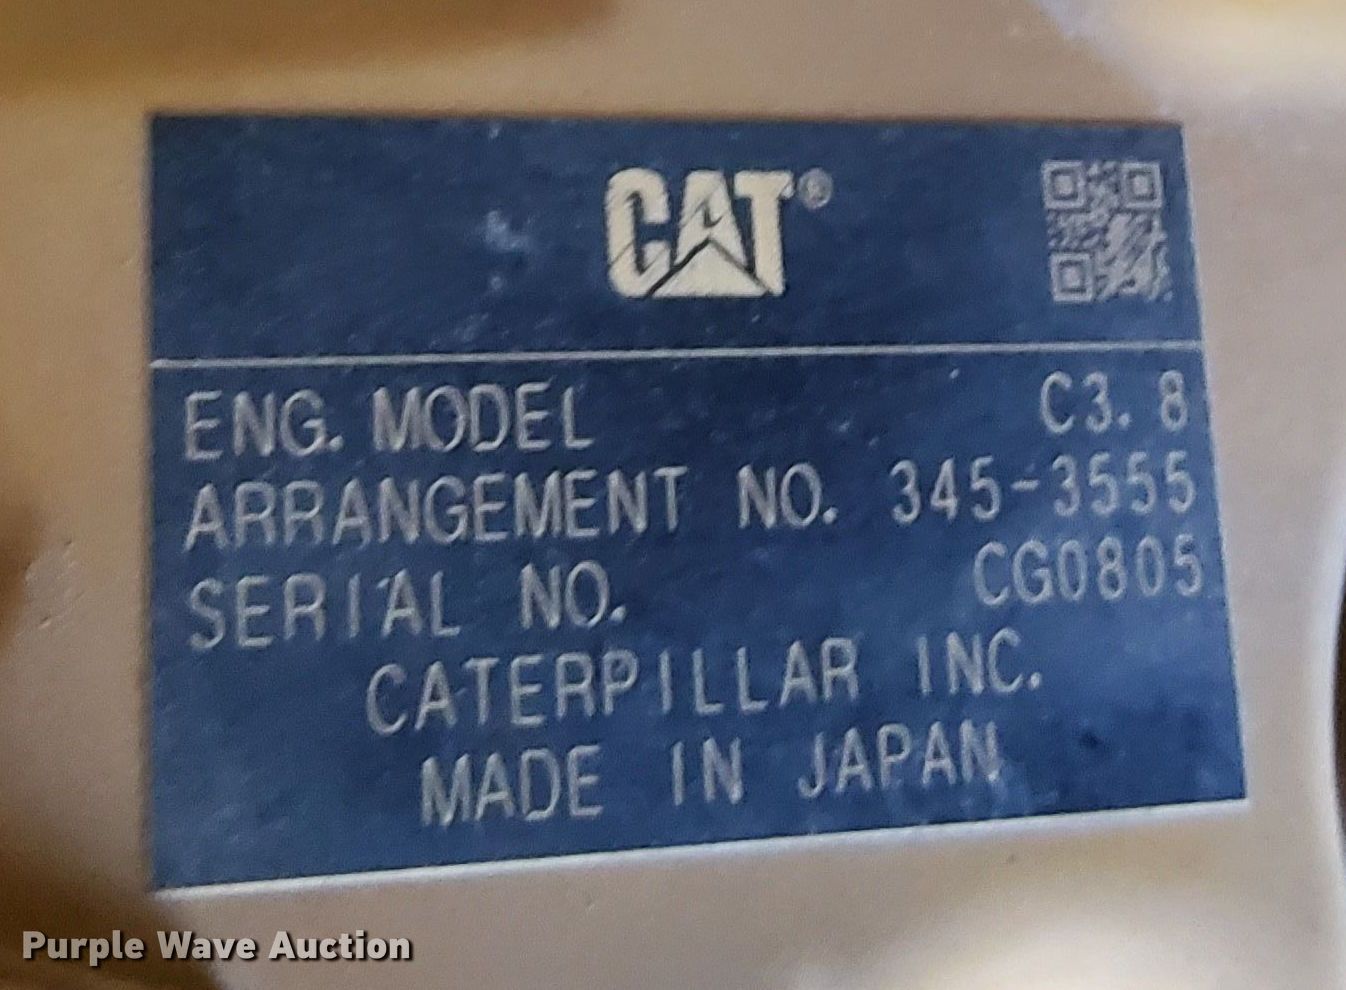 CAT®
ENG. MODEL C3.8
ARRANGEMENT NO. 345-3555
SERIAL NO. CG0805
CATERPILLAR INC.
MADE IN JAPAN
Purple Wave Auction